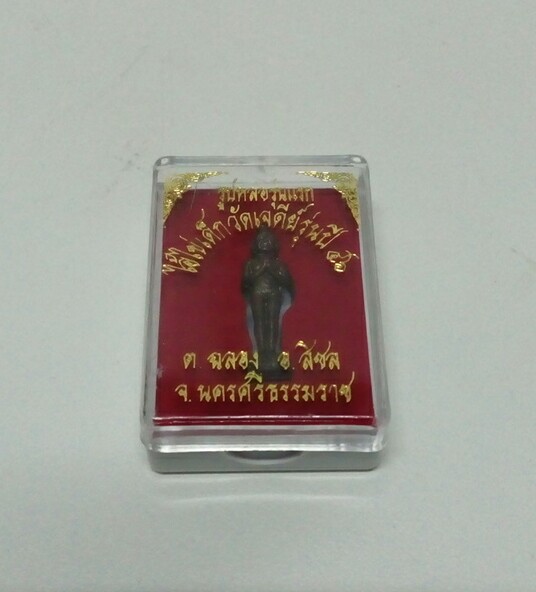 รูปหล่อรุ่นแรก
ไอ้ไข่เด็กวัดเจดีย์รุ่นปี
ต. ฉลอง อ. สิชล
จ. นครศรีธรรมราช